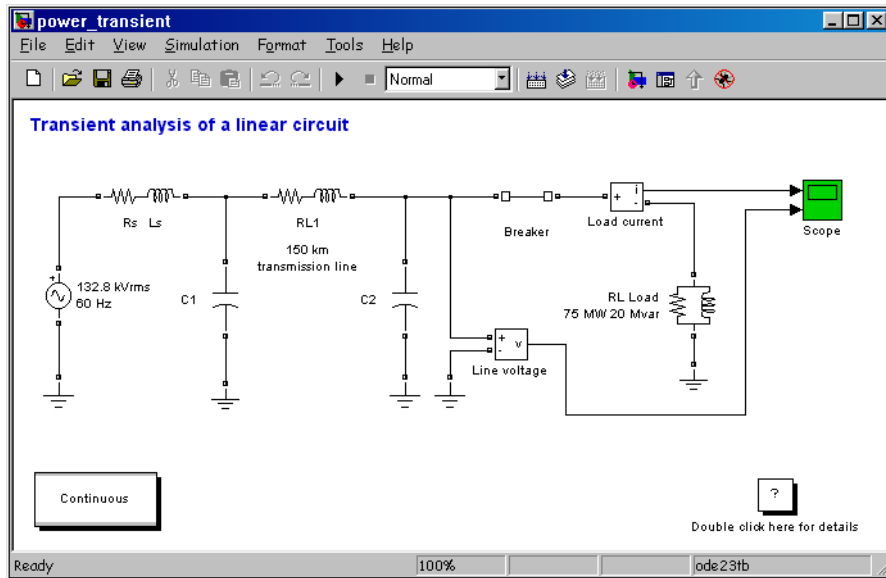 power_transient
File Edit View Simulation Format Tools Help
Normal
Transient analysis of a linear circuit
Rs Ls
RL1
150 km
transmission line
Breaker
i
+
-
Load current
Scope
+
132.8 kVrms
60 Hz
C1
C2
RL Load
75 MW 20 Mvar
+
-
v
Line voltage
Continuous
?
Double click here for details
Ready
100%
ode23tb